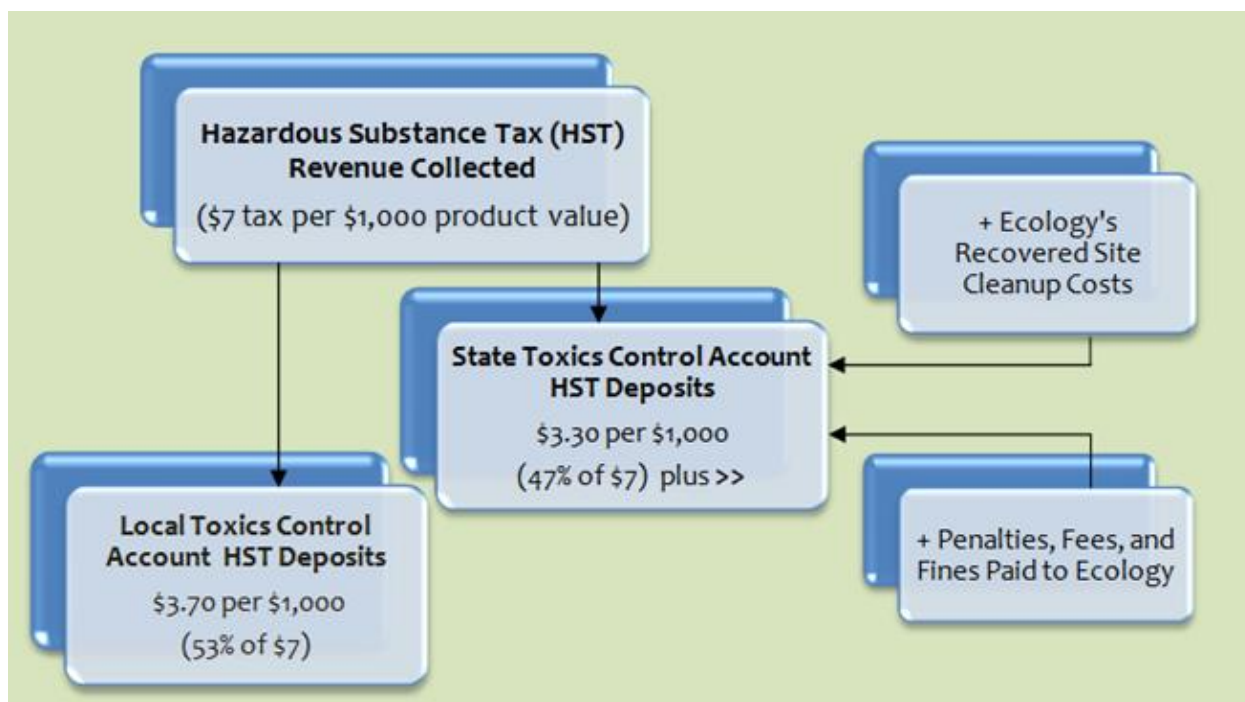 Hazardous Substance Tax (HST)
Revenue Collected
($7 tax per $1,000 product value)
+ Ecology's
Recovered Site
Cleanup Costs
State Toxics Control Account
HST Deposits
$3.30 per $1,000
(47% of $7) plus >>
+ Penalties, Fees, and
Fines Paid to Ecology
Local Toxics Control
Account HST Deposits
$3.70 per $1,000
(53% of $7)